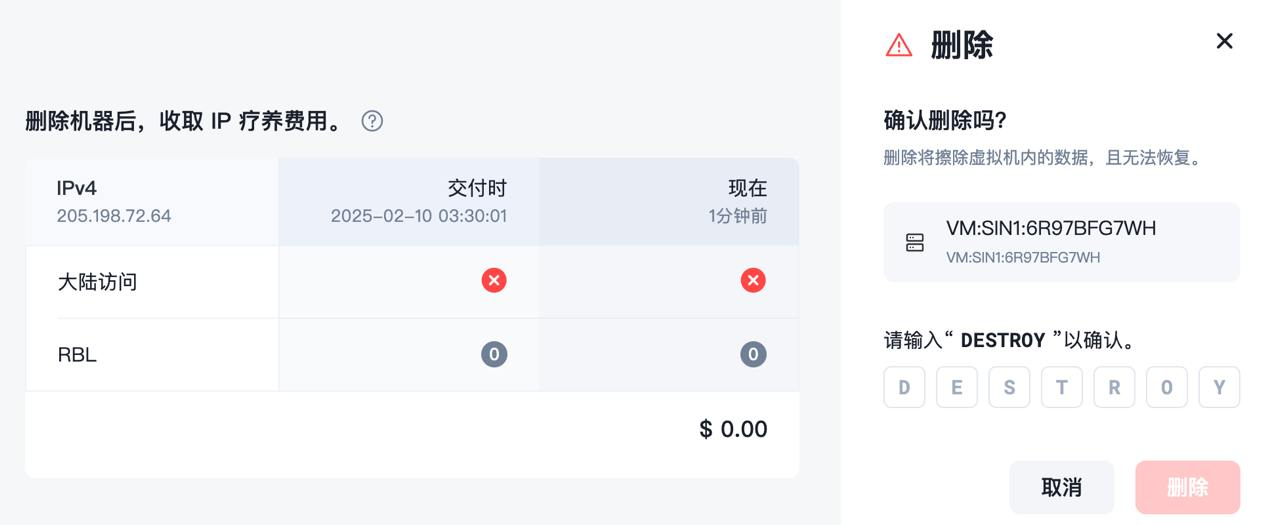 删除机器后，收取 IP 疗养费用。 ?
IPv4
205.198.72.64
交付时
2025-02-10 03:30:01
现在
1分钟前
大陆访问
RBL 0 0
$ 0.00
删除
确认删除吗？
删除将擦除虚拟机内的数据，且无法恢复。
VM:SIN1:6R97BFG7WH
VM:SIN1:6R97BFG7WH
请输入“ DESTROY ”以确认。
D E S T R O Y
取消 删除